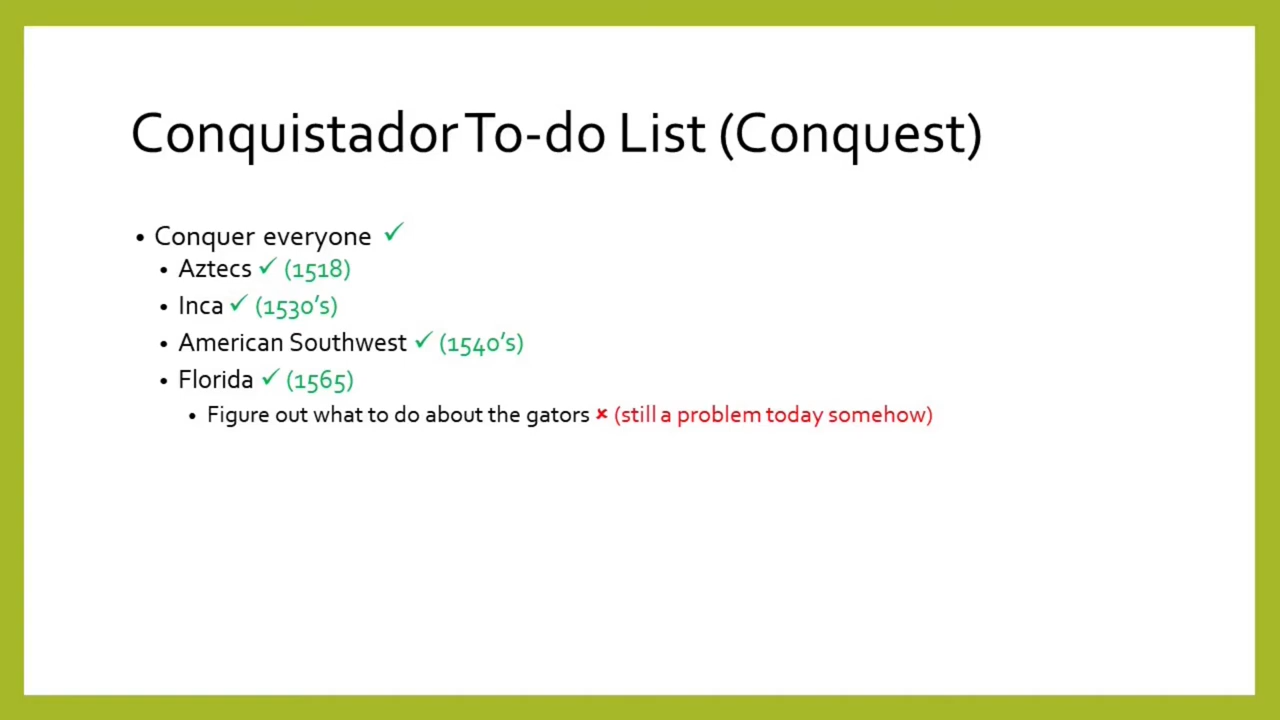 Conquistador To-do List (Conquest)
• Conquer everyone ✓
• Aztecs ✓ (1518)
• Inca ✓ (1530's)
• American Southwest ✓ (1540's)
• Florida ✓ (1565)
• Figure out what to do about the gators × (still a problem today somehow)